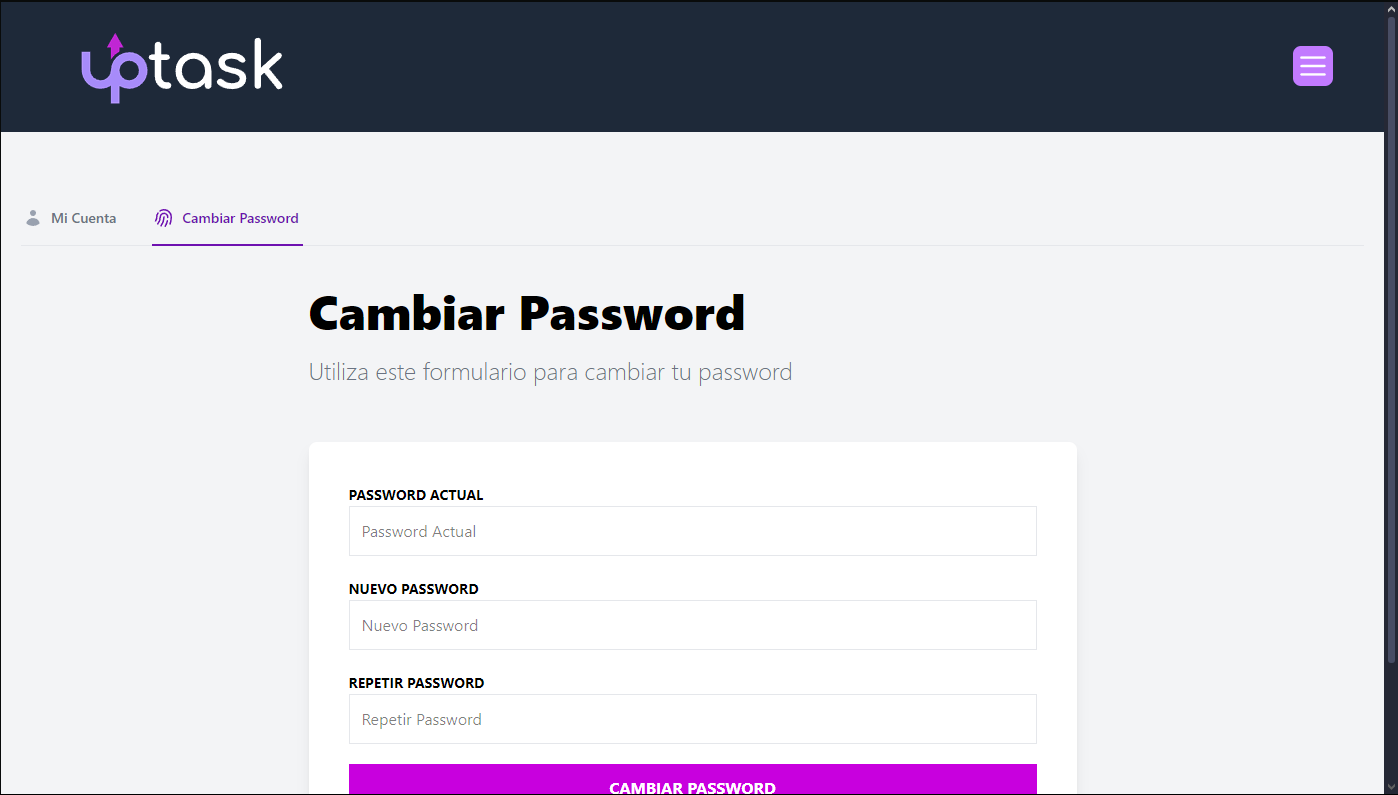 uptask
Mi Cuenta
Cambiar Password
Cambiar Password
Utiliza este formulario para cambiar tu password
PASSWORD ACTUAL
Password Actual
NUEVO PASSWORD
Nuevo Password
REPETIR PASSWORD
Repetir Password
CAMBIAR PASSWORD